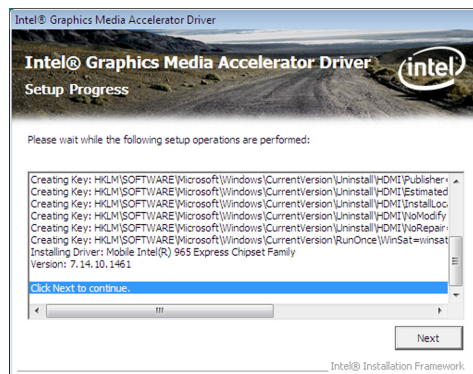 Intel® Graphics Media Accelerator Driver
Intel® Graphics Media Accelerator Driver
intel
Setup Progress
Please wait while the following setup operations are performed:
Creating Key: HKLM\SOFTWARE\Microsoft\Windows\CurrentVersion\Uninstall\HDMI\Publisher=
Creating Key: HKLM\SOFTWARE\Microsoft\Windows\CurrentVersion\Uninstall\HDMI\Estimated
Creating Key: HKLM\SOFTWARE\Microsoft\Windows\CurrentVersion\Uninstall\HDMI\InstallLoca
Creating Key: HKLM\SOFTWARE\Microsoft\Windows\CurrentVersion\Uninstall\HDMI\NoModify
Creating Key: HKLM\SOFTWARE\Microsoft\Windows\CurrentVersion\Uninstall\HDMI\NoRepair=
Creating Key: HKLM\SOFTWARE\Microsoft\Windows\CurrentVersion\RunOnce\WinSat=winsat
Installing Driver: Mobile Intel(R) 965 Express Chipset Family
Version: 7.14.10.1461
Click Next to continue.
Next
Intel® Installation Framework